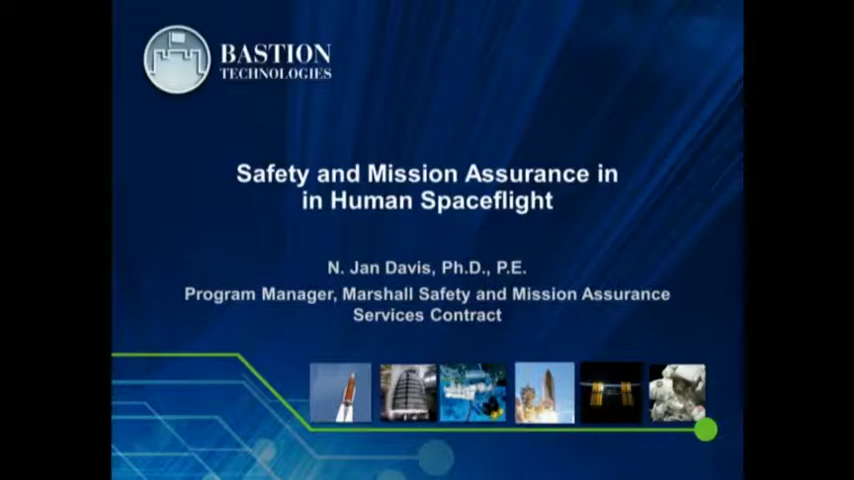 BASTION
TECHNOLOGIES
Safety and Mission Assurance in
in Human Spaceflight
N. Jan Davis, Ph.D., P.E.
Program Manager, Marshall Safety and Mission Assurance
Services Contract